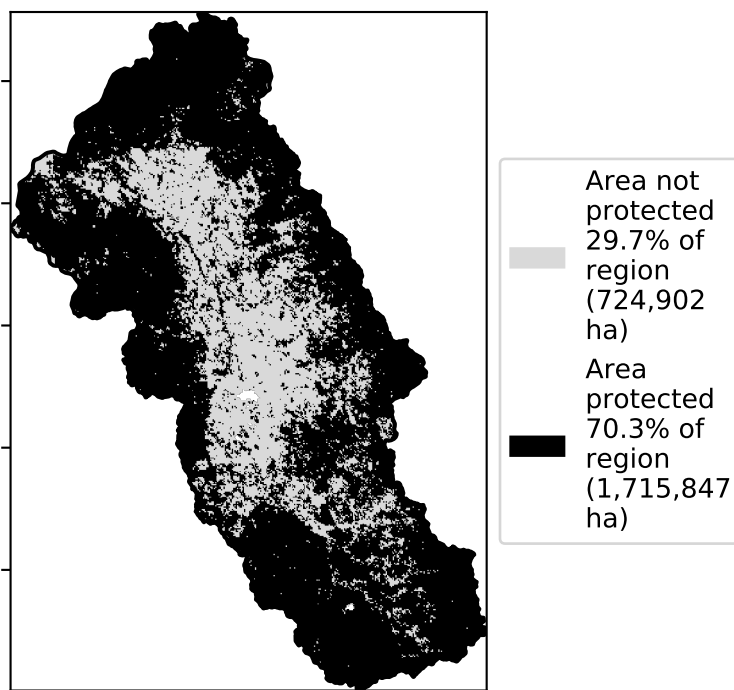 Area not
protected
29.7% of
region
(724,902
ha)
Area
protected
70.3% of
region
(1,715,847
ha)